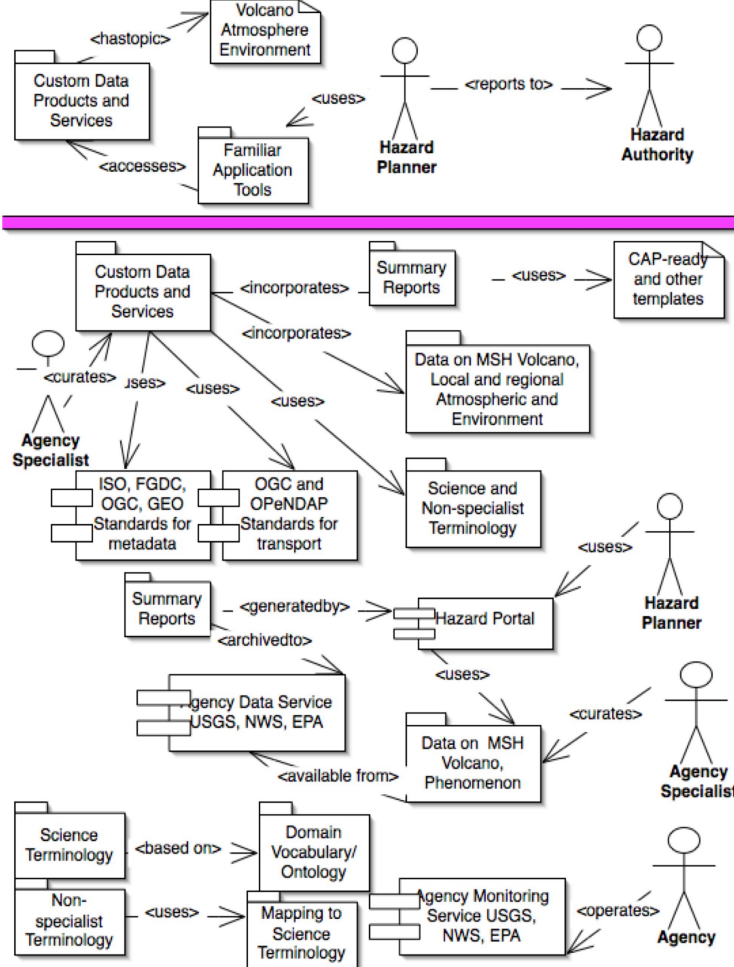 Volcano
Atmosphere
Environment
<hastopic>
Custom Data
Products and
Services
<uses>
<reports to>
Hazard
Planner
Hazard
Authority
<accesses>
Familiar
Application
Tools
Custom Data
Products and
Services
<incorporates>
Summary
Reports
<uses>
CAP-ready
and other
templates
<incorporates>
Data on MSH Volcano,
Local and regional
Atmospheric and
Environment
<curates>
uses>
<uses>
<uses>
Agency
Specialist
ISO, FGDC,
OGC, GEO
Standards for
metadata
OGC and
OPeNDAP
Standards for
transport
Science and
Non-specialist
Terminology
<uses>
Hazard
Planner
Summary
Reports
<generatedby>
Hazard Portal
<archivedto>
<uses>
Agency Data Service
USGS, NWS, EPA
Data on MSH
Volcano,
Phenomenon
<curates>
Agency
Specialist
<available from>
Science
Terminology
<based on>
Domain
Vocabulary/
Ontology
Non-
specialist
Terminology
<uses>
Mapping to
Science
Terminology
Agency Monitoring
Service USGS,
NWS, EPA
<operates>
Agency